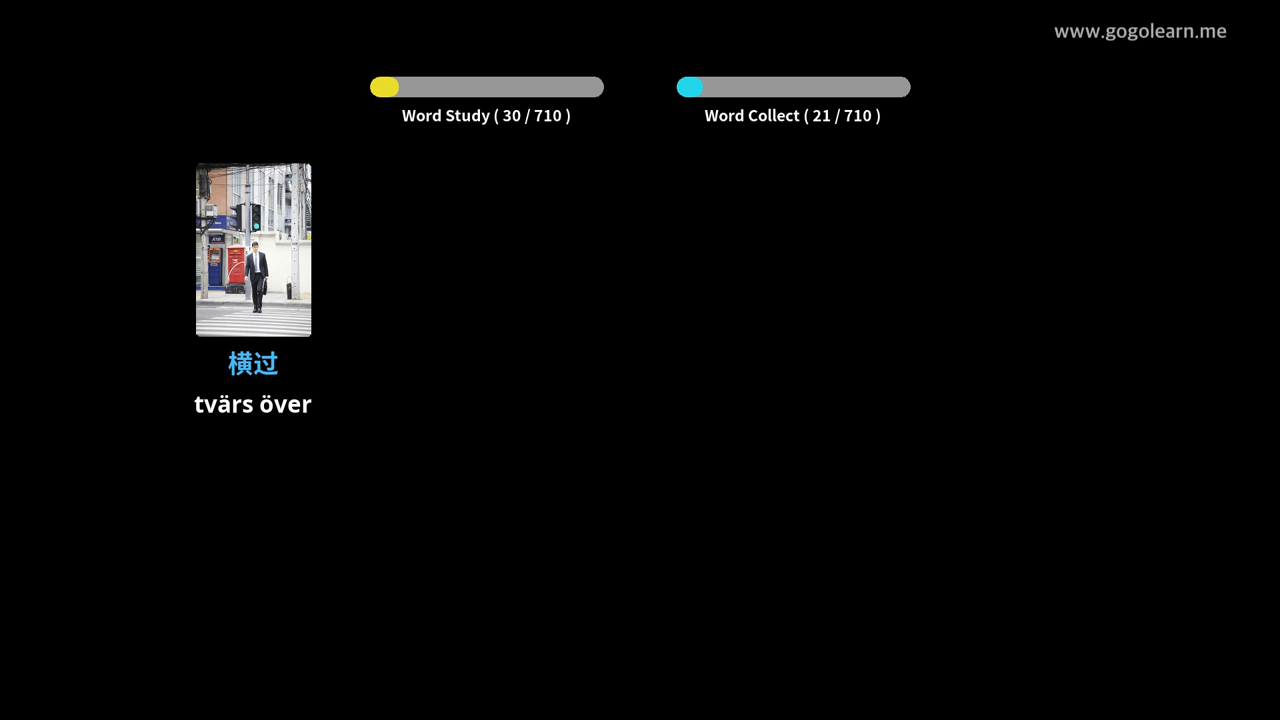 www.gogolearn.me
Word Study ( 30 / 710 )
Word Collect ( 21 / 710 )
横过
tvärs över